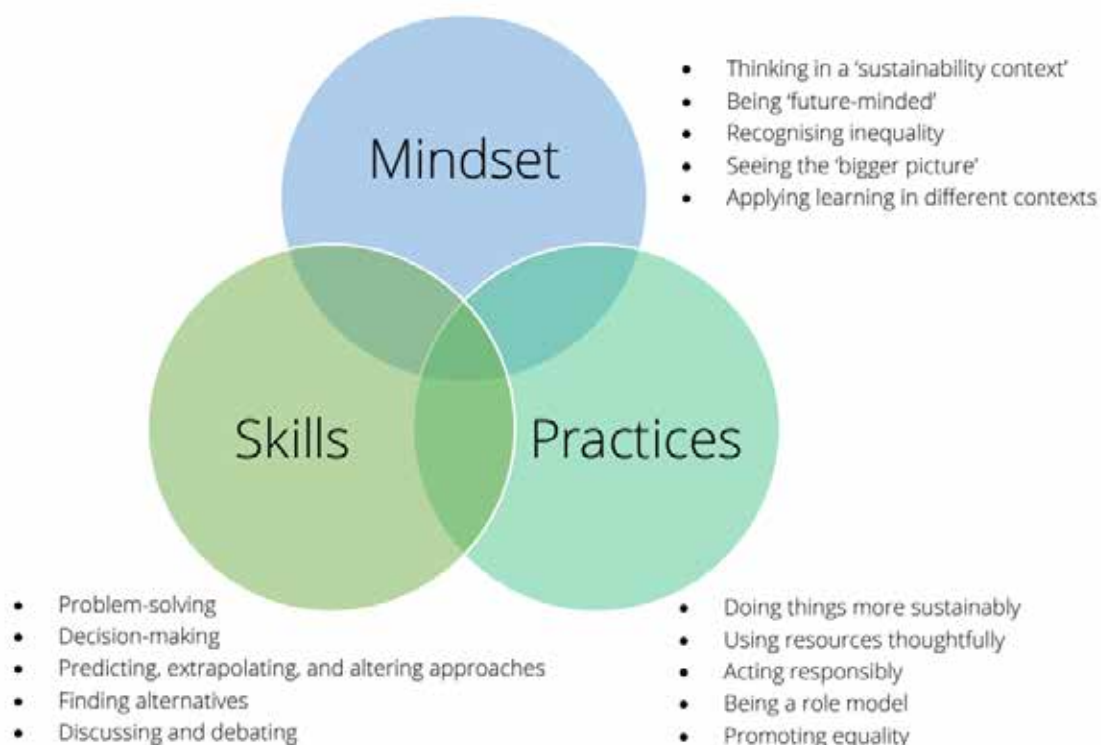 Mindset
• Thinking in a ‘sustainability context’
• Being ‘future-minded’
• Recognising inequality
• Seeing the ‘bigger picture’
• Applying learning in different contexts
Skills
Practices
• Problem-solving
• Decision-making
• Predicting, extrapolating, and altering approaches
• Finding alternatives
• Discussing and debating
• Doing things more sustainably
• Using resources thoughtfully
• Acting responsibly
• Being a role model
• Promoting equality